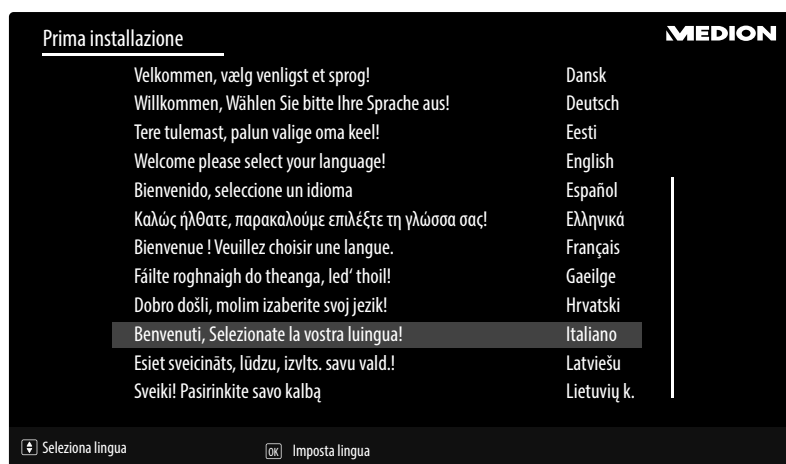 Prima installazione
MEDION
Velkommen, vælg venligst et sprog! Dansk
Willkommen, Wählen Sie bitte Ihre Sprache aus! Deutsch
Tere tulemast, palun valige oma keel! Eesti
Welcome please select your language! English
Bienvenido, seleccione un idioma Español
Καλώς ήλθατε, παρακαλούμε επιλέξτε τη γλώσσα σας! Ελληνικά
Bienvenue ! Veuillez choisir une langue. Français
Fáilte roghnaigh do theanga, led‘ thoil! Gaeilge
Dobro došli, molim izaberite svoj jezik! Hrvatski
Benvenuti, Selezionate la vostra luingua! Italiano
Esiet sveicināts, lūdzu, izvlts. savu vald.! Latviešu
Sveiki! Pasirinkite savo kalbą Lietuvių k.
Seleziona lingua OK Imposta lingua